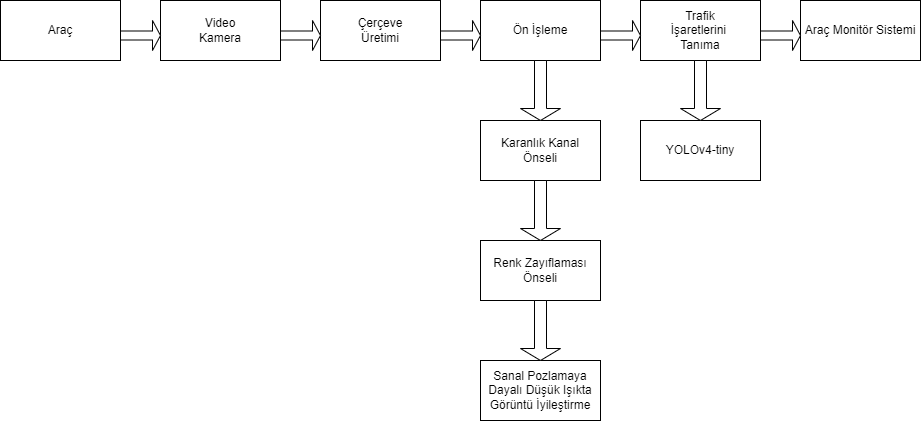 Araç
Video
Kamera
Çerçeve
Üretimi
Ön İşleme
Trafik
İşaretlerini
Tanıma
Araç Monitör Sistemi
Karanlık Kanal
Önseli
YOLOv4-tiny
Renk Zayıflaması
Önseli
Sanal Pozlamaya
Dayalı Düşük Işıkta
Görüntü İyileştirme